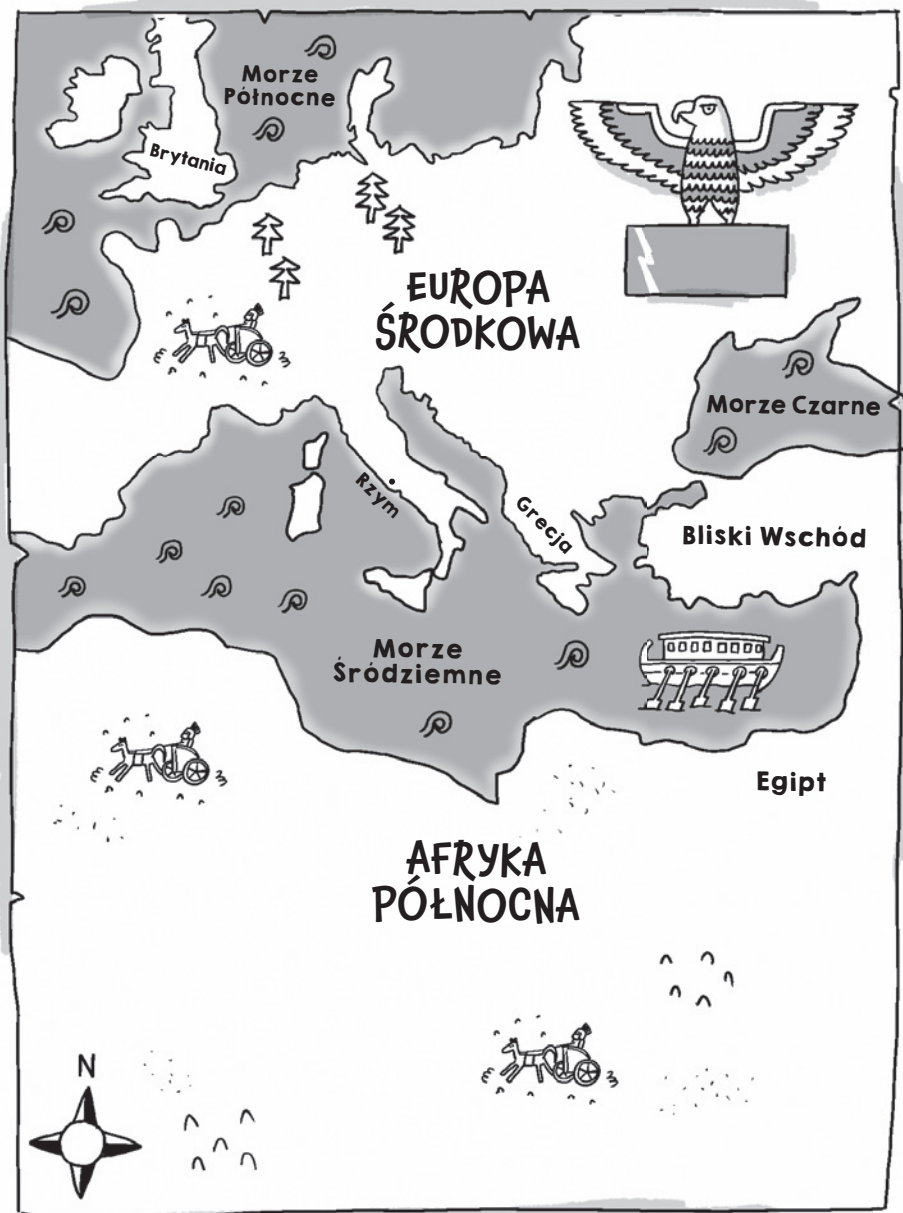 Morze
Północne
Brytania
EUROPA
ŚRODKOWA
Morze Czarne
Rzym
Grecja
Bliski Wschód
Morze
Śródziemne
Egipt
AFRYKA
PÓŁNOCNA
N